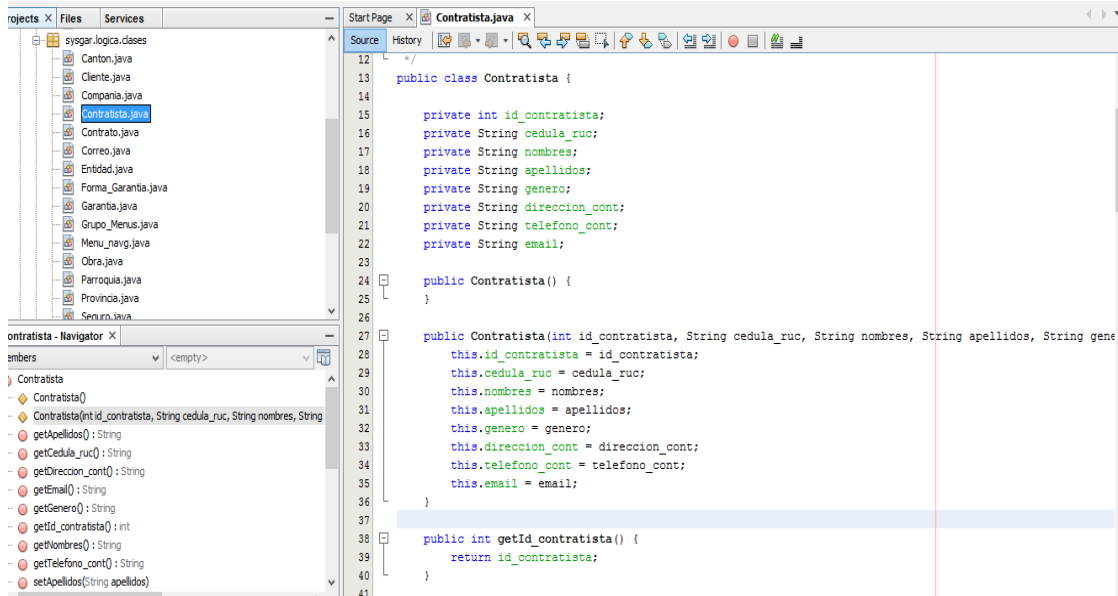 rojects × Files Services
sysgar.logica.clases
Canton.java
Cliente.java
Compania.java
Contratista.java
Contrato.java
Correo.java
Entidad.java
Forma_Garantia.java
Garantia.java
Grupo_Menus.java
Menu_navg.java
Obra.java
Parroquia.java
Provincia.java
Seguro.java
ontratista - Navigator ×
embers <empty>
Contratista
Contratista()
Contratista(int id_contratista, String cedula_ruc, String nombres, String
getApellidos() : String
getCedula_ruc() : String
getDireccion_cont() : String
getEmail() : String
getGenero() : String
getId_contratista() : int
getNombres() : String
getTelefono_cont() : String
setApellidos(String apellidos)
Start Page × Contratista.java ×
Source History
12 */
13 public class Contratista {
14
15 private int id_contratista;
16 private String cedula_ruc;
17 private String nombres;
18 private String apellidos;
19 private String genero;
20 private String direccion_cont;
21 private String telefono_cont;
22 private String email;
23
24 public Contratista() {
25 }
26
27 public Contratista(int id_contratista, String cedula_ruc, String nombres, String apellidos, String gene
28 this.id_contratista = id_contratista;
29 this.cedula_ruc = cedula_ruc;
30 this.nombres = nombres;
31 this.apellidos = apellidos;
32 this.genero = genero;
33 this.direccion_cont = direccion_cont;
34 this.telefono_cont = telefono_cont;
35 this.email = email;
36 }
37
38 public int getId_contratista() {
39 return id_contratista;
40 }
41